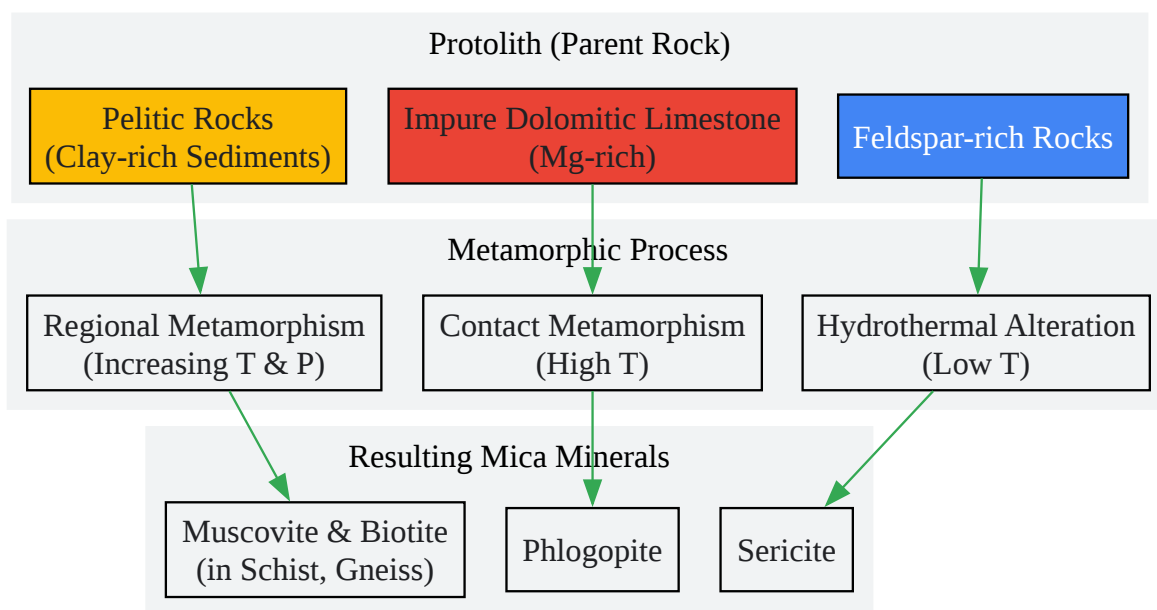 Protolith (Parent Rock)
Pelitic Rocks
(Clay-rich Sediments)
Impure Dolomitic Limestone
(Mg-rich)
Feldspar-rich Rocks
Metamorphic Process
Regional Metamorphism
(Increasing T & P)
Contact Metamorphism
(High T)
Hydrothermal Alteration
(Low T)
Resulting Mica Minerals
Muscovite & Biotite
(in Schist, Gneiss)
Phlogopite
Sericite